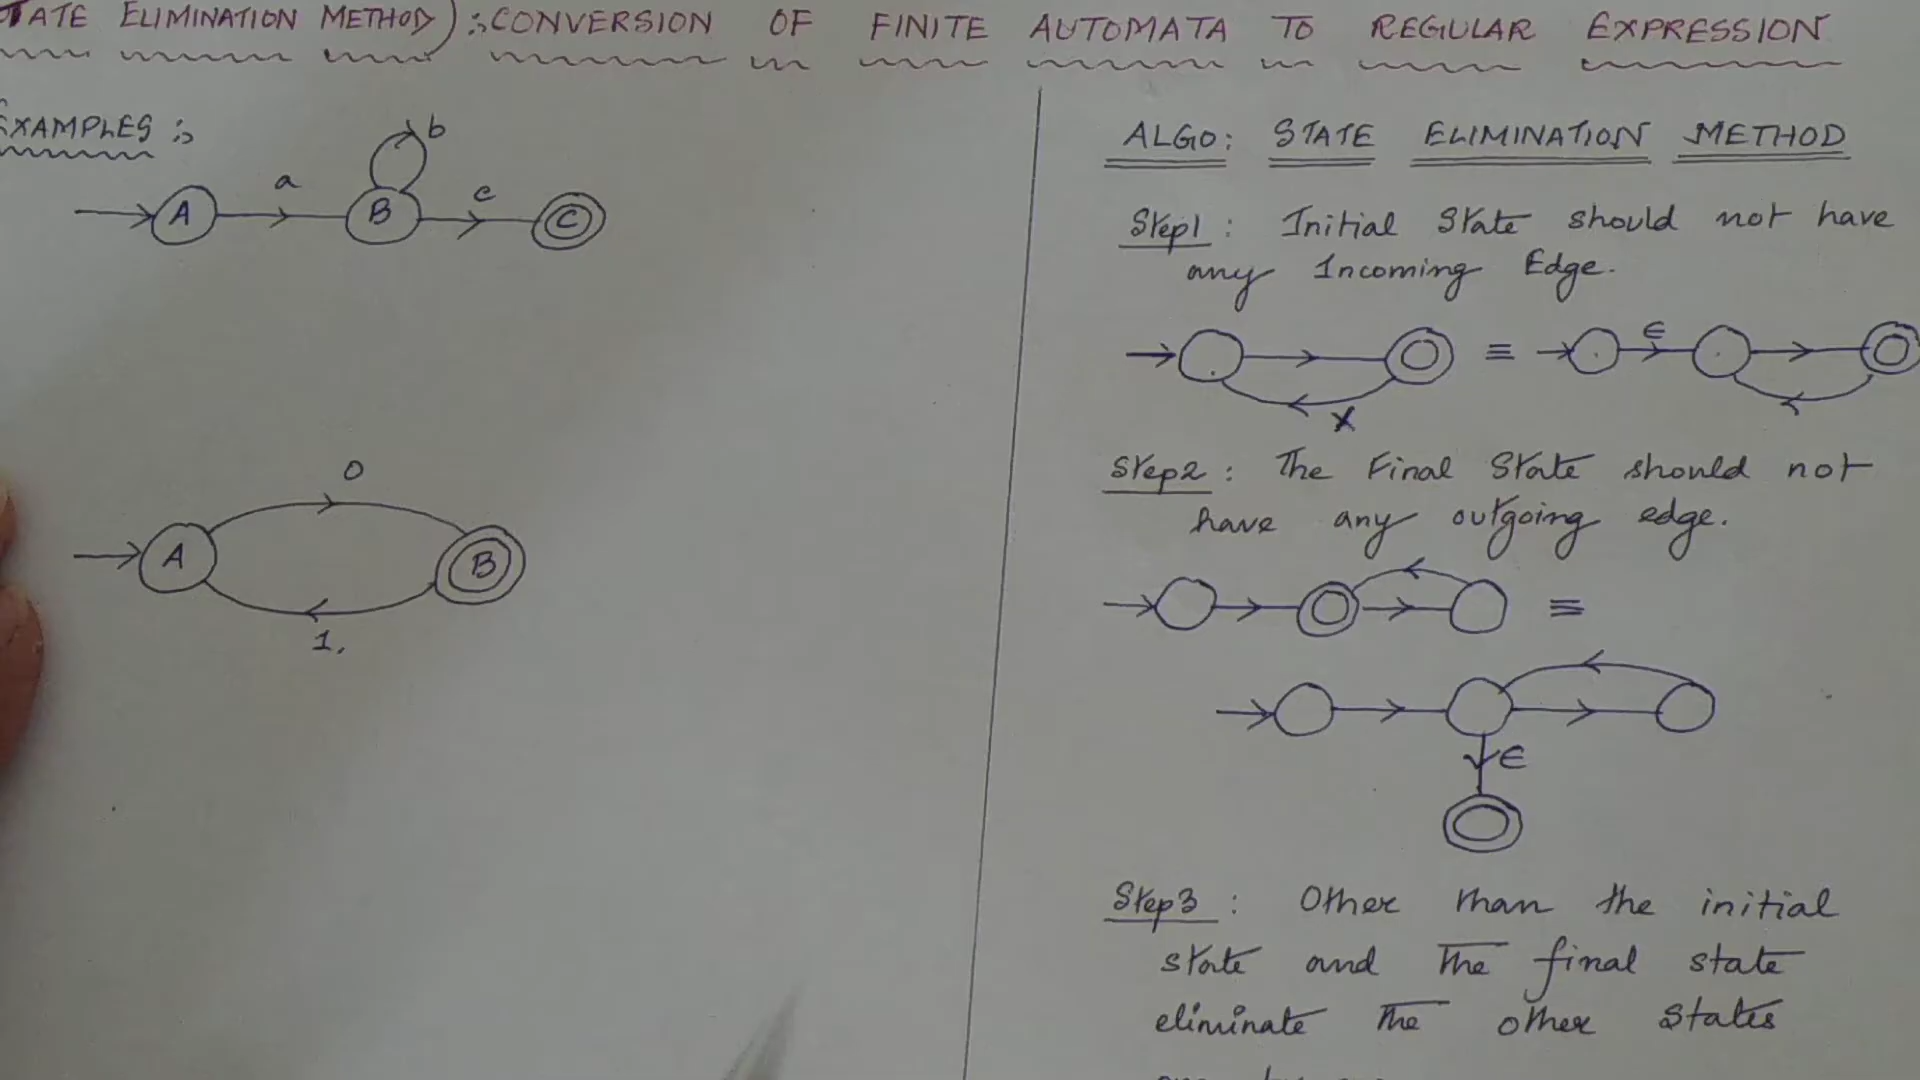 TATE ELIMINATION METHOD) :- CONVERSION OF FINITE AUTOMATA TO REGULAR EXPRESSION
EXAMPLES :-
b
a
c
A
B
C
0
A
B
1.
ALGO: STATE ELIMINATION METHOD
Step1 : Initial State should not have
any Incoming Edge.
≡
ϵ
X
Step2 : The Final State should not
have any outgoing edge.
≡
ϵ
Step3 : Other than the initial
state and the final state
eliminate the other States